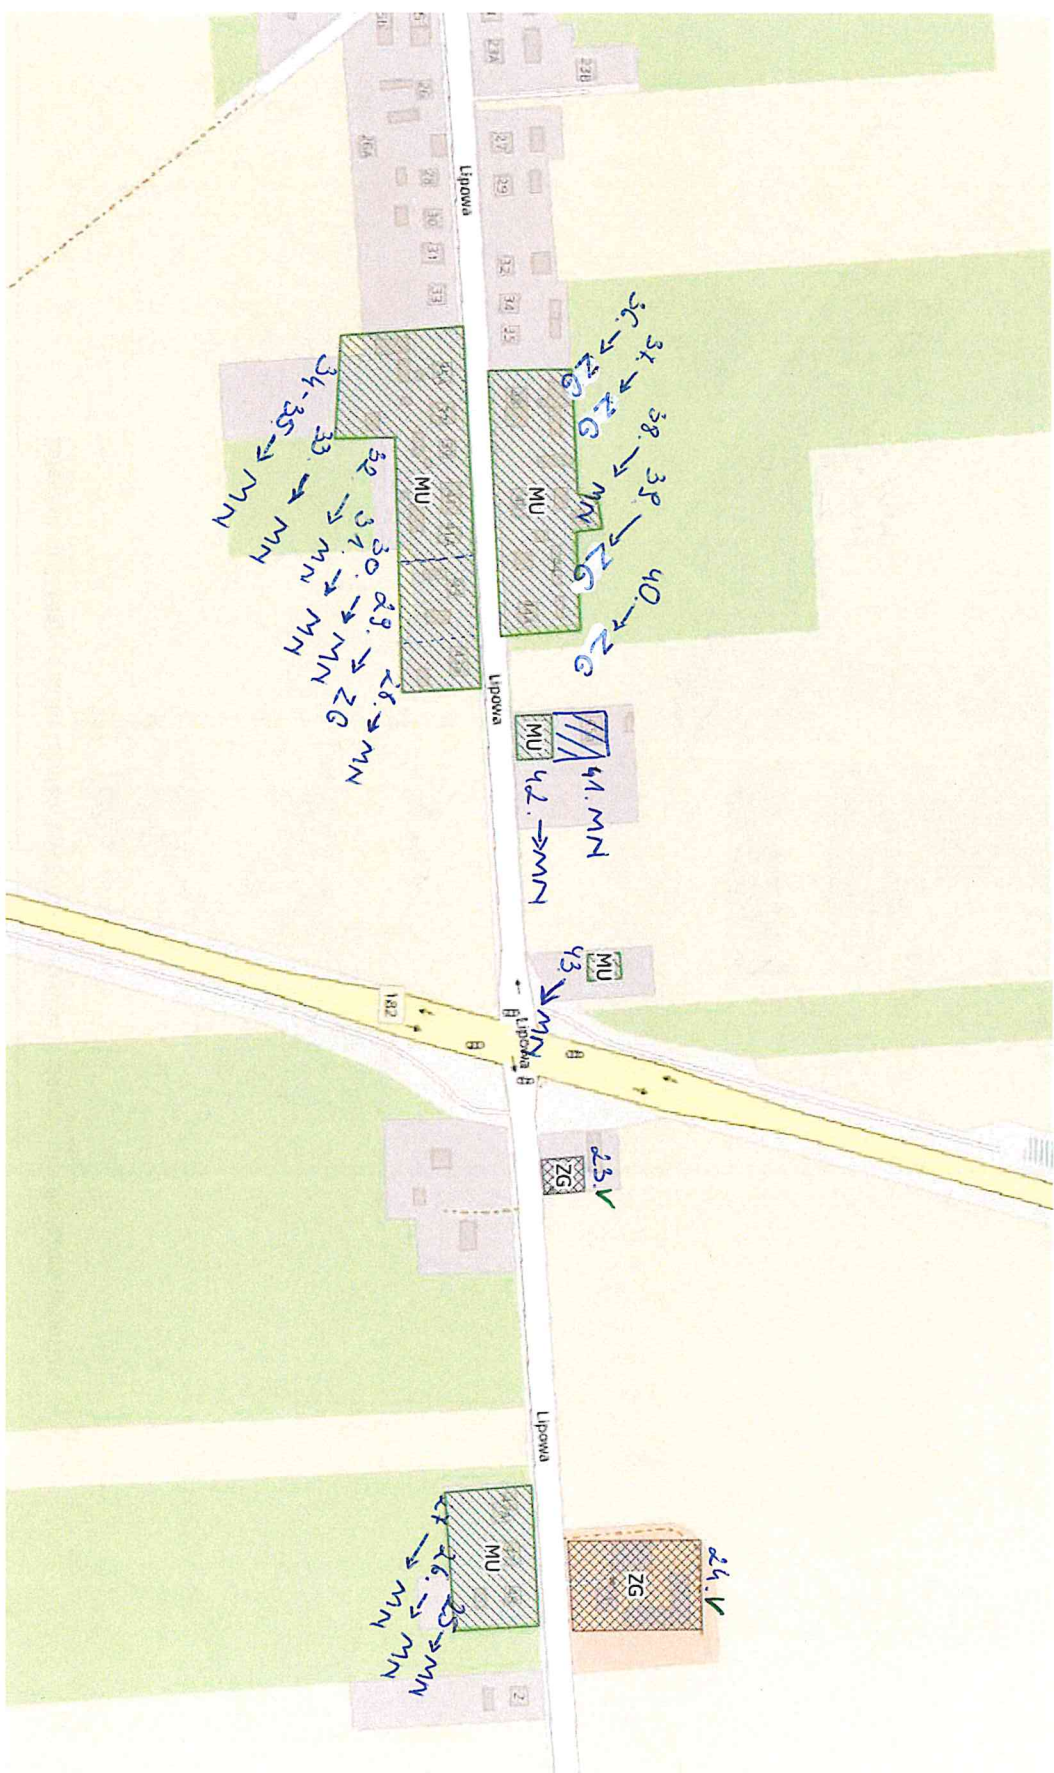 23A
23B
26
26A
27
29
28
30
31
33
32
34
35
Lipowa
36. → ZG
37. → ZG
38. → MN
39. → ZG
40. → ZG
MU
MU
34-35. → MN
33. → MN
32. → MN
31. → MN
30. → MN
29. → ZG
28. → MN
Lipowa
MU
41. MN
42. → MN
MU
43. → MN
182
Lipowa
23. V
ZG
Lipowa
24. V
ZG
MU
27 → MN
26. → MN
25 → MN
2